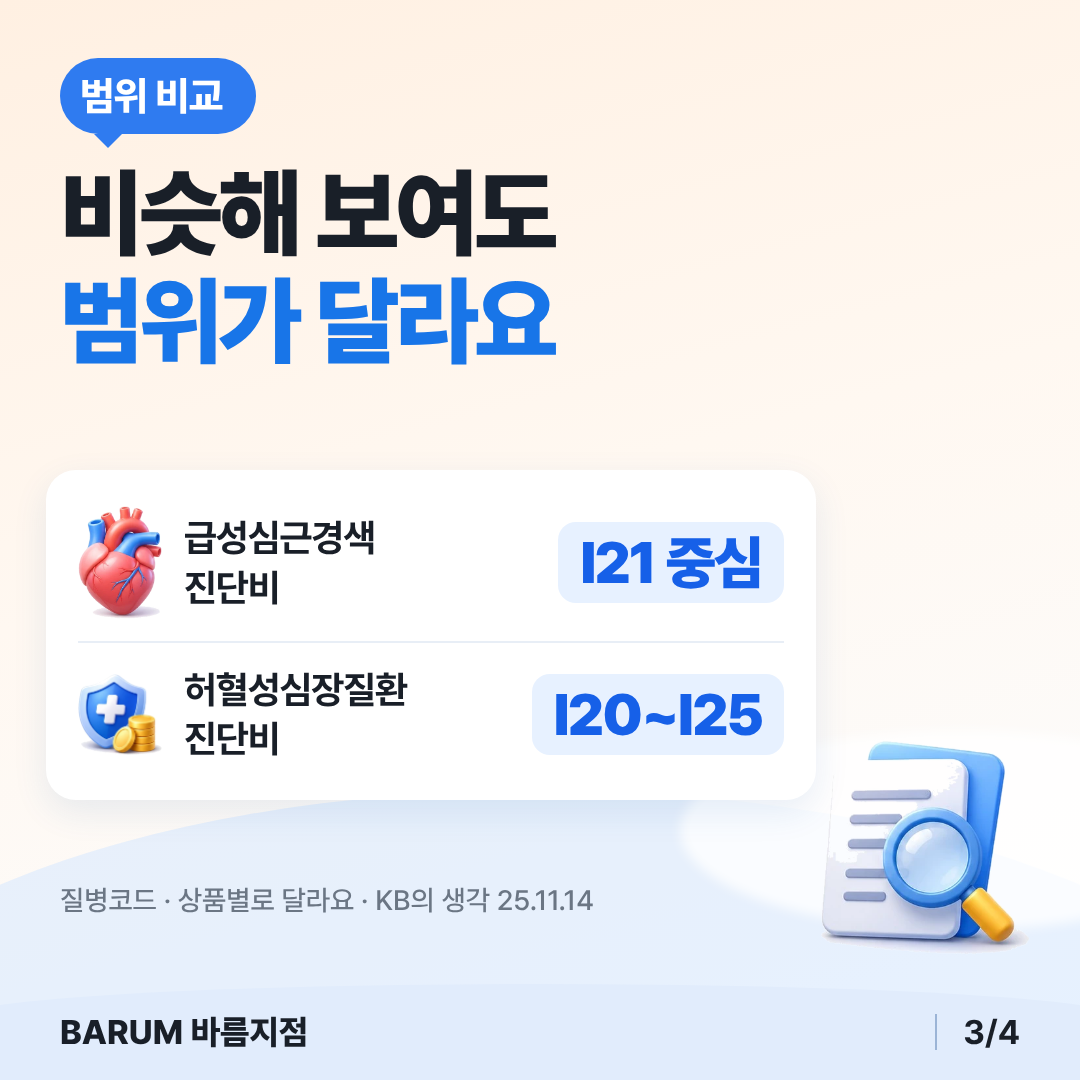 범위 비교
비슷해 보여도
범위가 달라요
급성심근경색
진단비
I21 중심
허혈성심장질환
진단비
I20~I25
질병코드 · 상품별로 달라요 · KB의 생각 25.11.14
BARUM 바름지점
3/4